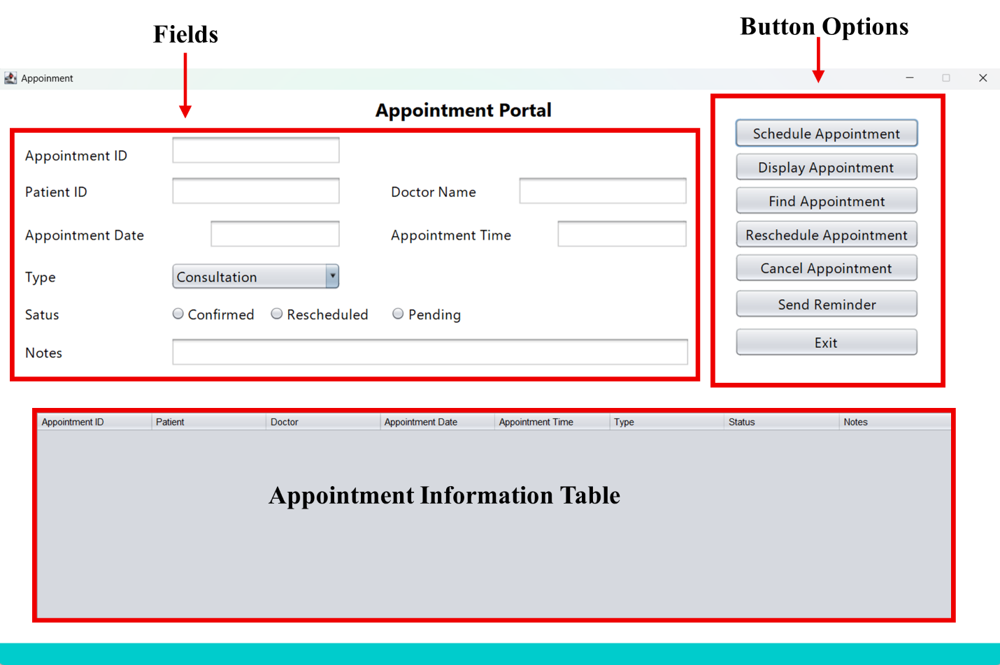 Fields
Button Options
Appoinment
Appointment Portal
Appointment ID
Patient ID
Doctor Name
Appointment Date
Appointment Time
Type
Consultation
Satus
Confirmed
Rescheduled
Pending
Notes
Schedule Appointment
Display Appointment
Find Appointment
Reschedule Appointment
Cancel Appointment
Send Reminder
Exit
Appointment ID Patient Doctor Appointment Date Appointment Time Type Status Notes
Appointment Information Table